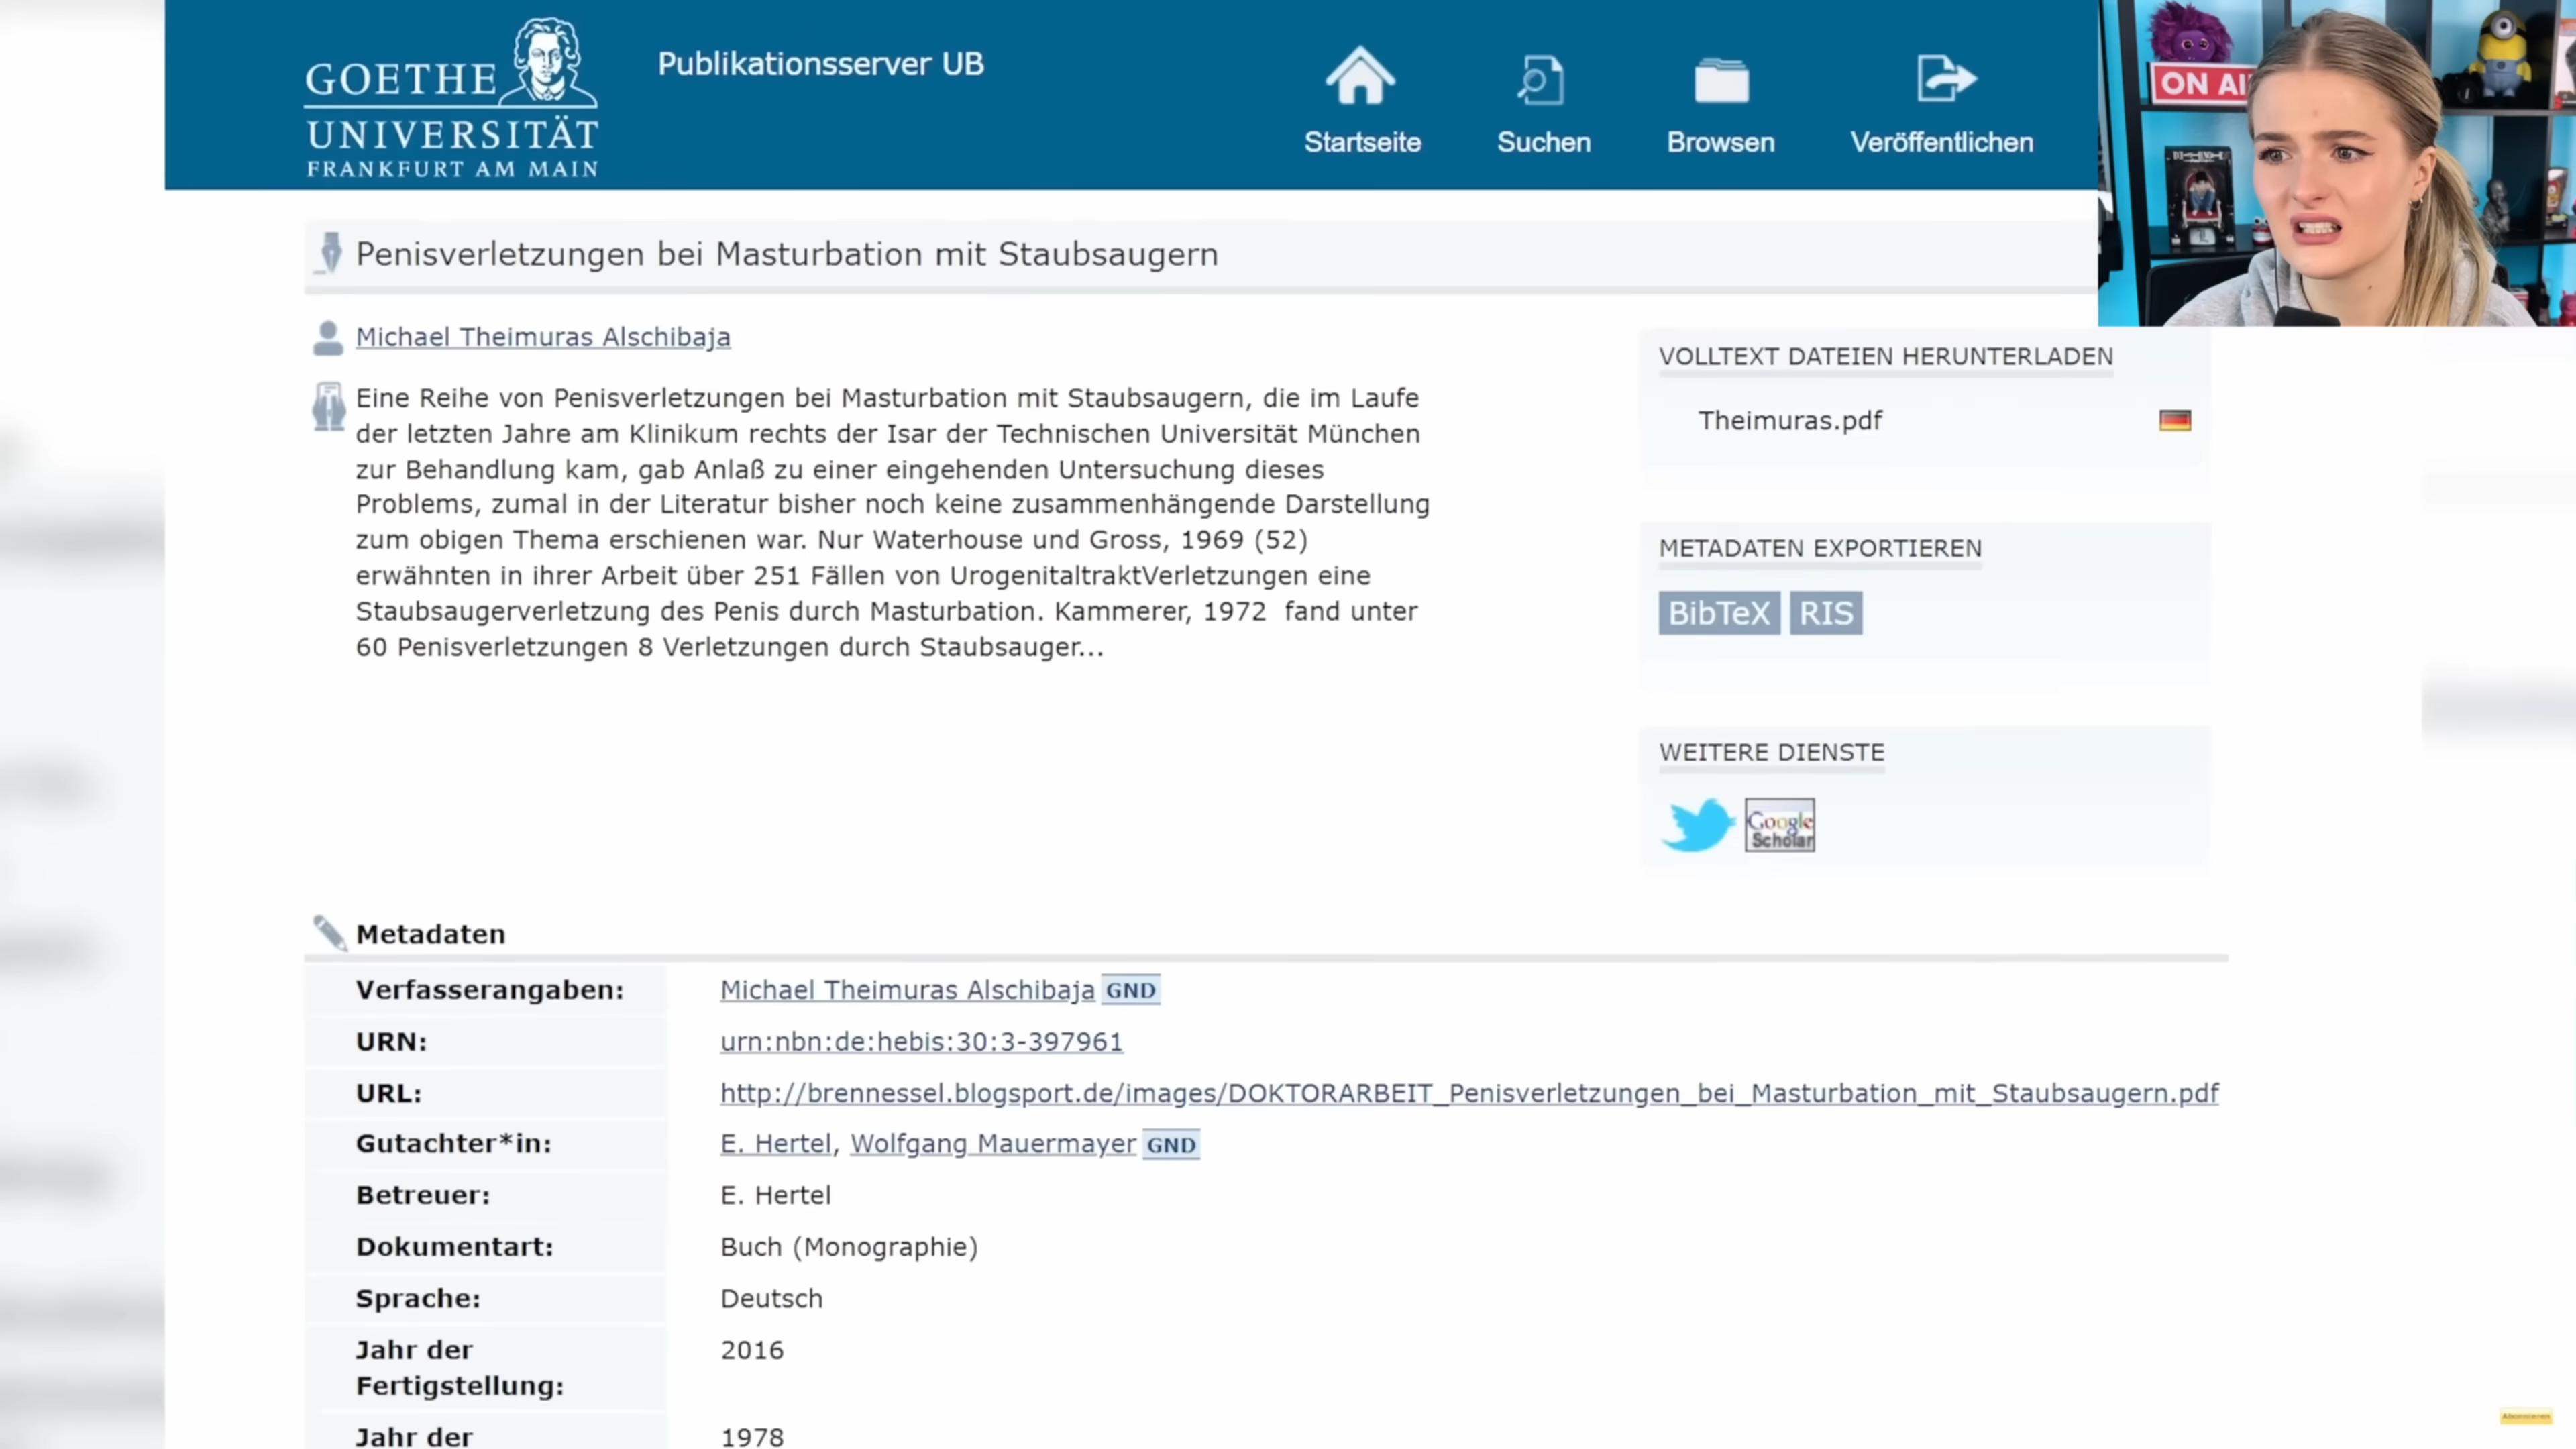 GOETHE
UNIVERSITÄT
FRANKFURT AM MAIN
Publikationsserver UB
Startseite
Suchen
Browsen
Veröffentlichen
ON AI
Penisverletzungen bei Masturbation mit Staubsaugern
Michael Theimuras Alschibaja
Eine Reihe von Penisverletzungen bei Masturbation mit Staubsaugern, die im Laufe
der letzten Jahre am Klinikum rechts der Isar der Technischen Universität München
zur Behandlung kam, gab Anlaß zu einer eingehenden Untersuchung dieses
Problems, zumal in der Literatur bisher noch keine zusammenhängende Darstellung
zum obigen Thema erschienen war. Nur Waterhouse und Gross, 1969 (52)
erwähnten in ihrer Arbeit über 251 Fällen von UrogenitaltraktVerletzungen eine
Staubsaugerverletzung des Penis durch Masturbation. Kammerer, 1972 fand unter
60 Penisverletzungen 8 Verletzungen durch Staubsauger...
VOLLTEXT DATEIEN HERUNTERLADEN
Theimuras.pdf
METADATEN EXPORTIEREN
BibTeX RIS
WEITERE DIENSTE
Google
Scholar
Metadaten
Verfasserangaben: Michael Theimuras Alschibaja GND
URN: urn:nbn:de:hebis:30:3-397961
URL: http://brennessel.blogsport.de/images/DOKTORARBEIT_Penisverletzungen_bei_Masturbation_mit_Staubsaugern.pdf
Gutachter*in: E. Hertel, Wolfgang Mauermayer GND
Betreuer: E. Hertel
Dokumentart: Buch (Monographie)
Sprache: Deutsch
Jahr der 2016
Fertigstellung:
Jahr der 1978
Abonnieren